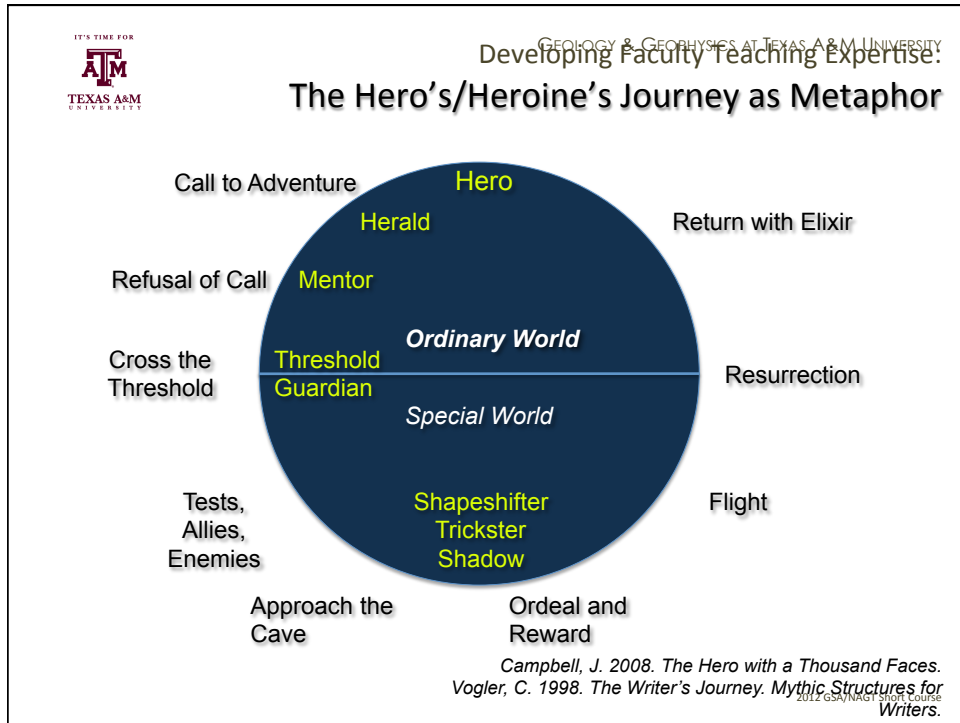 IT'S TIME FOR
ĀTM
TEXAS A&M
UNIVERSITY
GEOLOGY & GEOPHYSICS AT TEXAS A&M UNIVERSITY
Developing Faculty Teaching Expertise:
The Hero's/Heroine's Journey as Metaphor
Call to Adventure
Hero
Herald
Return with Elixir
Refusal of Call
Mentor
Ordinary World
Cross the
Threshold
Threshold
Guardian
Resurrection
Special World
Tests,
Allies,
Enemies
Shapeshifter
Trickster
Shadow
Flight
Approach the
Cave
Ordeal and
Reward
Campbell, J. 2008. The Hero with a Thousand Faces.
Vogler, C. 1998. The Writer's Journey. Mythic Structures for
Writers.
2012 GSA/NAGT Short Course